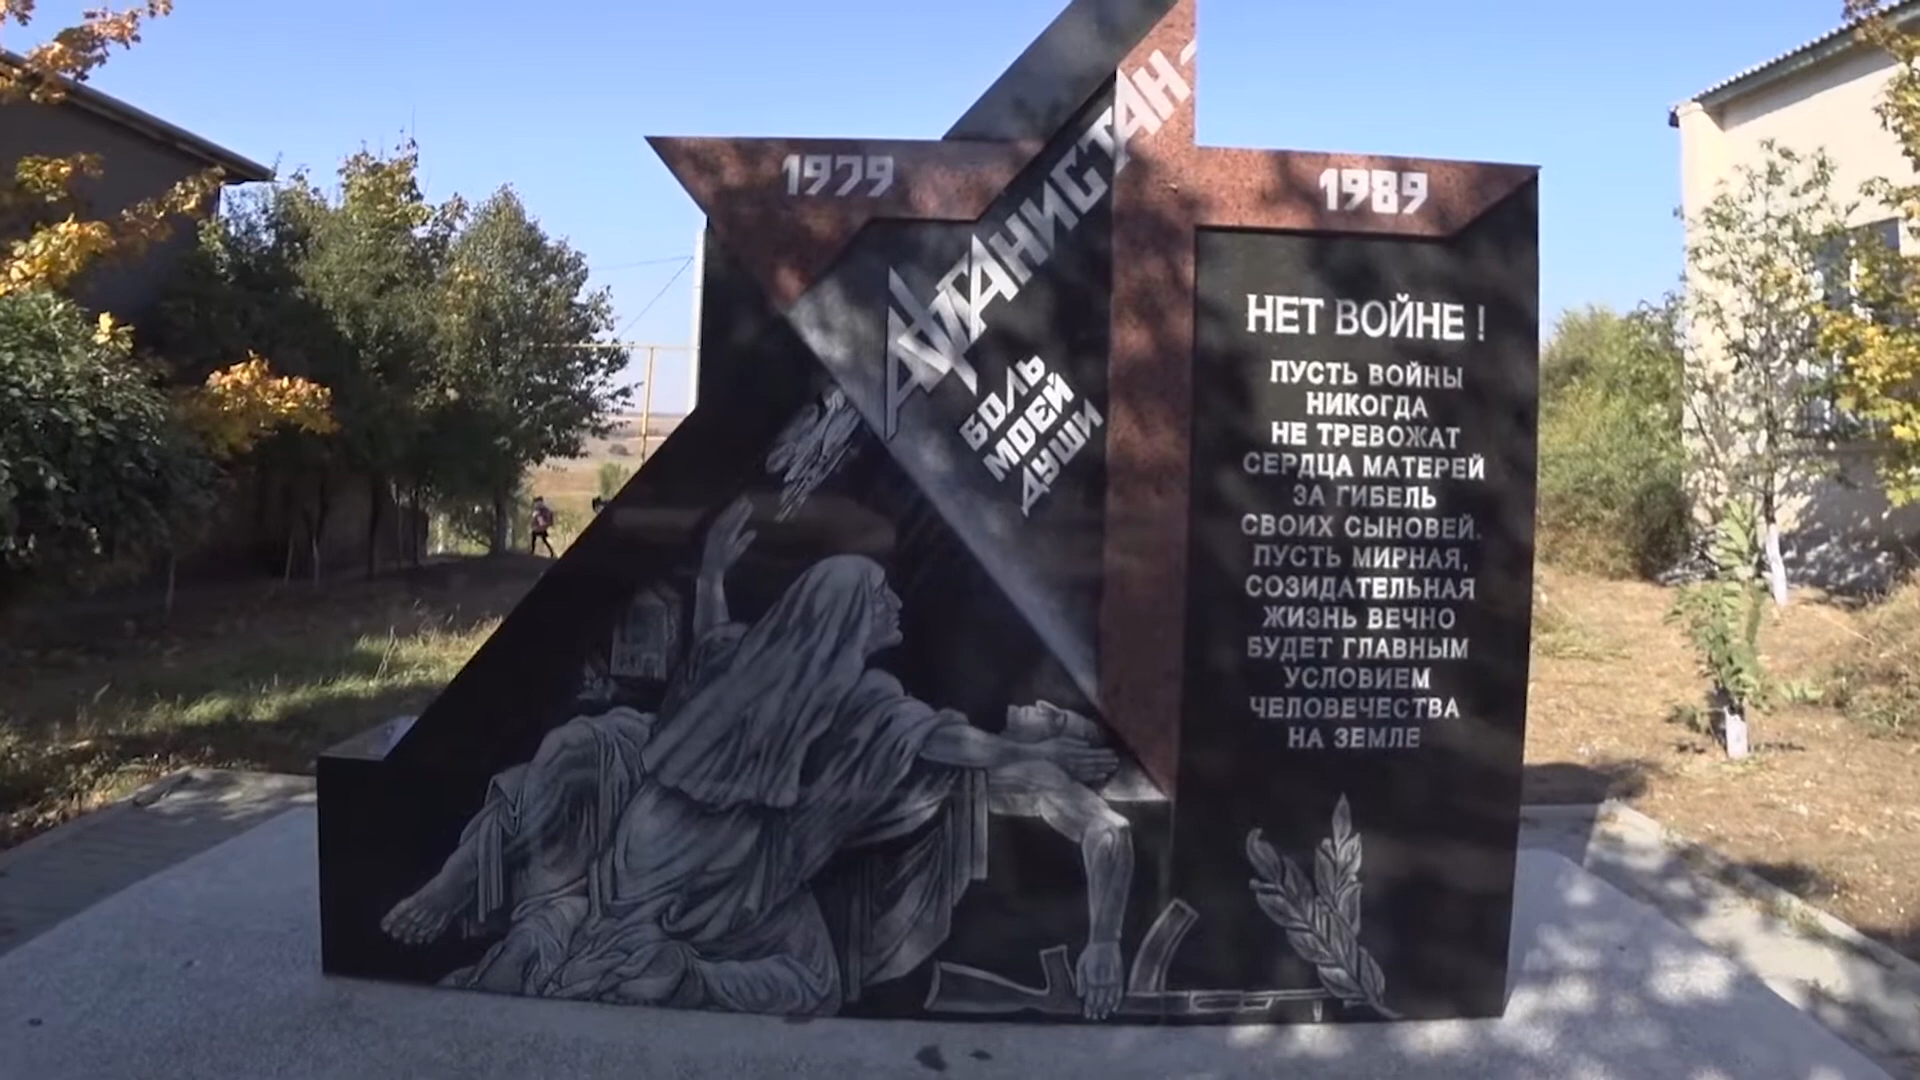 1979
1989
АФГАНИСТАН-
БОЛЬ
МОЕЙ
ДУШИ
НЕТ ВОЙНЕ !
ПУСТЬ ВОЙНЫ
НИКОГДА
НЕ ТРЕВОЖАТ
СЕРДЦА МАТЕРЕЙ
ЗА ГИБЕЛЬ
СВОИХ СЫНОВЕЙ.
ПУСТЬ МИРНАЯ,
СОЗИДАТЕЛЬНАЯ
ЖИЗНЬ ВЕЧНО
БУДЕТ ГЛАВНЫМ
УСЛОВИЕМ
ЧЕЛОВЕЧЕСТВА
НА ЗЕМЛЕ